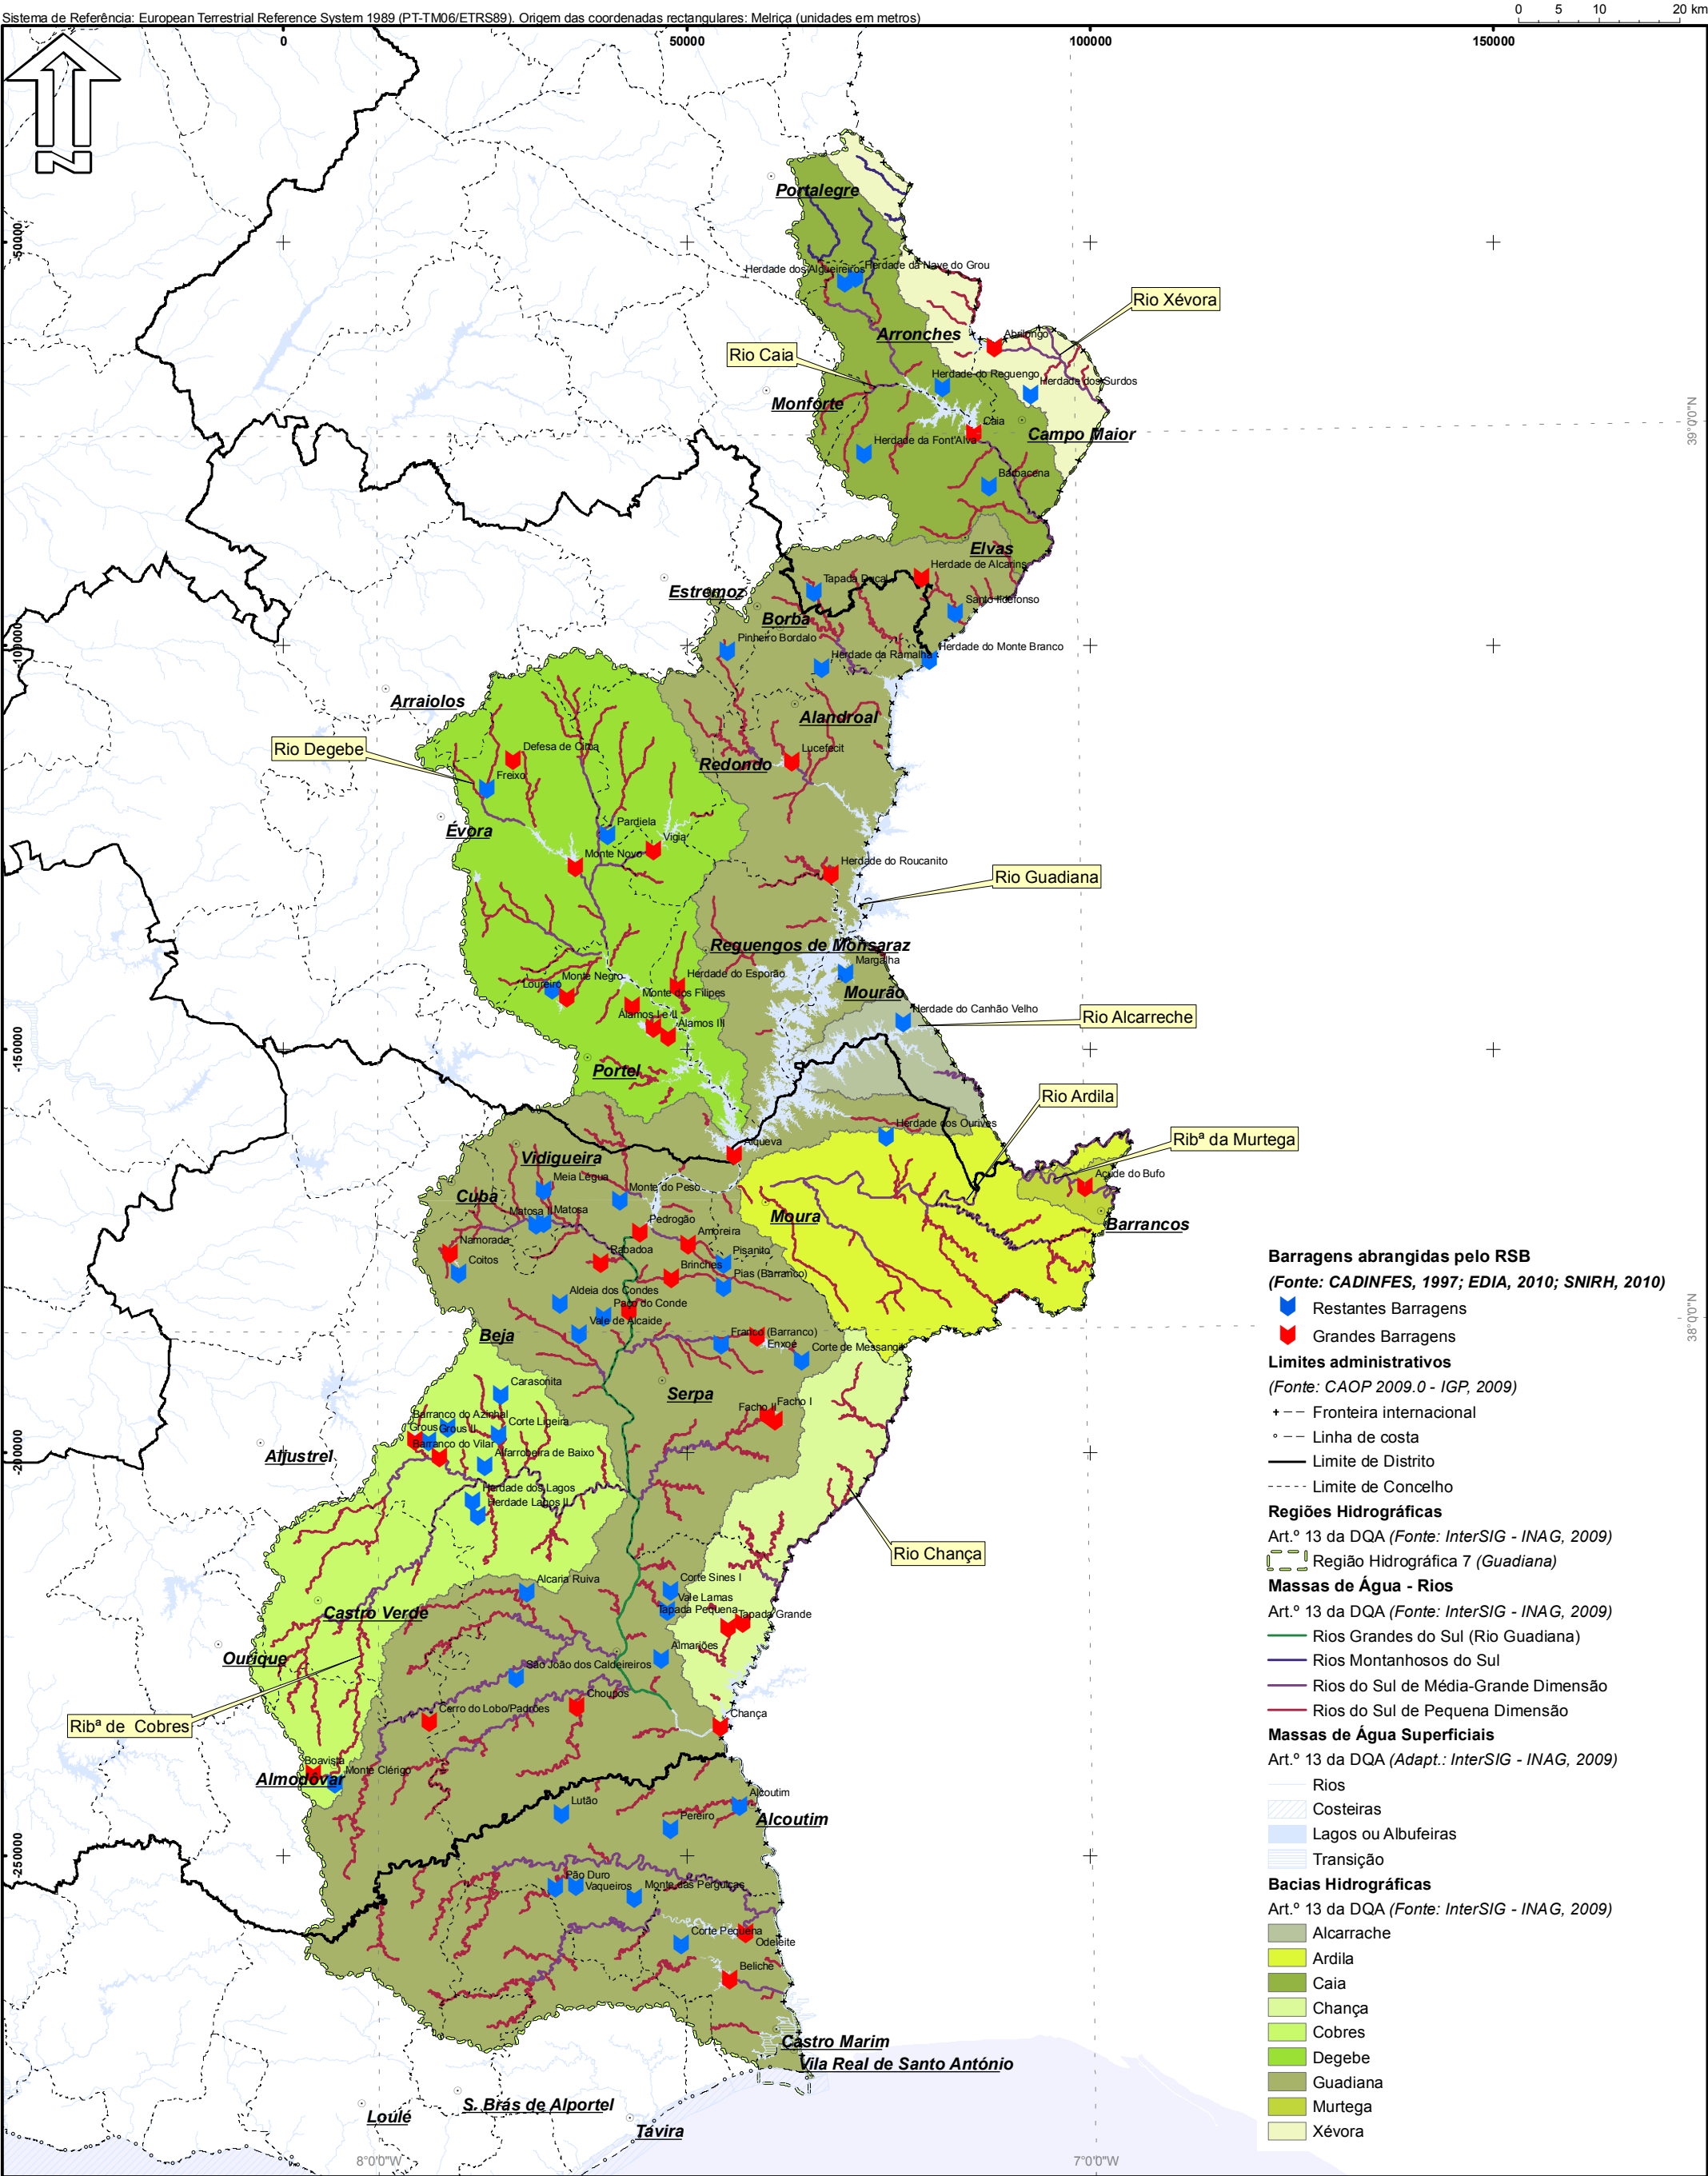 Sistema de Referência: European Terrestrial Reference System 1989 (PT-TM06/ETRS89). Origem das coordenadas rectangulares: Melriça (unidades em metros)
0 5 10 20 km
0 50000 100000 150000
N
-50000
-100000
-150000
-200000
-250000
39°0'0"N
38°0'0"N
8°0'0"W
7°0'0"W
Portalegre
Herdade dos Algueireiros
Herdade da Nave do Grou
Rio Xévora
Arronches
Abrilongo
Rio Caia
Herdade do Reguengo
Herdade dos Surdos
Monforte
Caia
Campo Maior
Herdade da Font'Alva
Barbacena
Elvas
Herdade de Alcarins
Tapada Ducal
Estremoz
Santo Ildefonso
Borba
Pinheiro Bordalo
Herdade do Monte Branco
Herdade da Ramalha
Arraiolos
Alandroal
Rio Degebe
Defesa de Cima
Lucefecit
Redondo
Freixo
Évora
Pardiela
Vigia
Monte Novo
Herdade do Roucanito
Rio Guadiana
Reguengos de Monsaraz
Margalha
Monte Negro
Herdade do Esporão
Loureiro
Monte dos Filipes
Mourão
Herdade do Canhão Velho
Álamos I e II
Álamos III
Rio Alcarreche
Portel
Rio Ardila
Herdade dos Ourives
Ribª da Murtega
Alqueva
Vidigueira
Açude do Bufo
Meia Légua
Monte do Peso
Cuba
Matosa II
Matosa
Moura
Barrancos
Pedrogão
Amoreira
Namorada
Rabadoa
Pisanito
Coitos
Brinches
Pias (Barranco)
Aldeia dos Condes
Paço do Conde
Vale de Alcaide
Beja
Franco (Barranco)
Enxoé
Corte de Messangil
Carasonita
Serpa
Facho I
Facho II
Barranco do Azinhal
Grous
Grous II
Corte Ligeira
Barranco do Vilar
Alfarrobeira de Baixo
Aljustrel
Herdade dos Lagos
Herdade Lagos II
Rio Chança
Alcaria Ruiva
Corte Sines I
Vale Lamas
Tapada Pequena
Tapada Grande
Castro Verde
Almarjões
Ourique
São João dos Caldeireiros
Choupos
Cerro do Lobo/Padrões
Chança
Ribª de Cobres
Boavista
Monte Clérigo
Almodôvar
Lutão
Alcoutim
Pereiro
Alcoutim
Pão Duro
Vaqueiros
Monte das Perguiças
Corte Pequena
Odeleite
Beliche
Castro Marim
Vila Real de Santo António
S. Brás de Alportel
Loulé
Tavira
Barragens abrangidas pelo RSB
(Fonte: CADINFES, 1997; EDIA, 2010; SNIRH, 2010)
Restantes Barragens
Grandes Barragens
Limites administrativos
(Fonte: CAOP 2009.0 - IGP, 2009)
Fronteira internacional
Linha de costa
Limite de Distrito
Limite de Concelho
Regiões Hidrográficas
Art.º 13 da DQA (Fonte: InterSIG - INAG, 2009)
Região Hidrográfica 7 (Guadiana)
Massas de Água - Rios
Art.º 13 da DQA (Fonte: InterSIG - INAG, 2009)
Rios Grandes do Sul (Rio Guadiana)
Rios Montanhosos do Sul
Rios do Sul de Média-Grande Dimensão
Rios do Sul de Pequena Dimensão
Massas de Água Superficiais
Art.º 13 da DQA (Adapt.: InterSIG - INAG, 2009)
Rios
Costeiras
Lagos ou Albufeiras
Transição
Bacias Hidrográficas
Art.º 13 da DQA (Fonte: InterSIG - INAG, 2009)
Alcarrache
Ardila
Caia
Chança
Cobres
Degebe
Guadiana
Murtega
Xévora